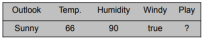 Outlook Temp. Humidity Windy Play
Sunny 66 90 true ?